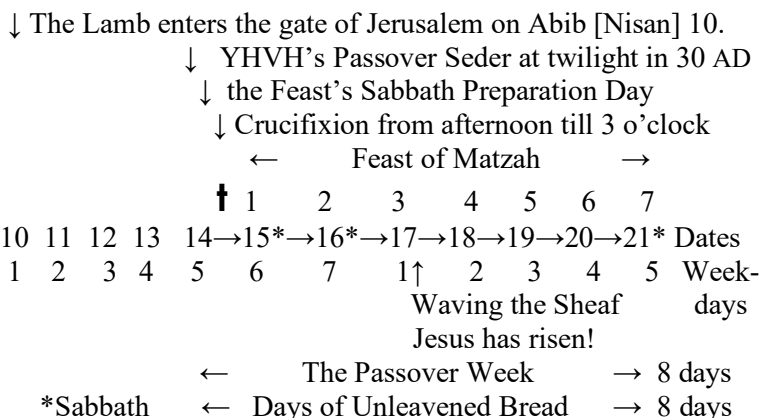 ↓ The Lamb enters the gate of Jerusalem on Abib [Nisan] 10.
↓ YHVH’s Passover Seder at twilight in 30 AD
↓ the Feast’s Sabbath Preparation Day
↓ Crucifixion from afternoon till 3 o’clock
← Feast of Matzah →
✝ 1 2 3 4 5 6 7
10 11 12 13 14→15*→16*→17→18→19→20→21* Dates
1 2 3 4 5 6 7 1↑ 2 3 4 5 Week-
Waving the Sheaf days
Jesus has risen!
← The Passover Week → 8 days
*Sabbath ← Days of Unleavened Bread → 8 days